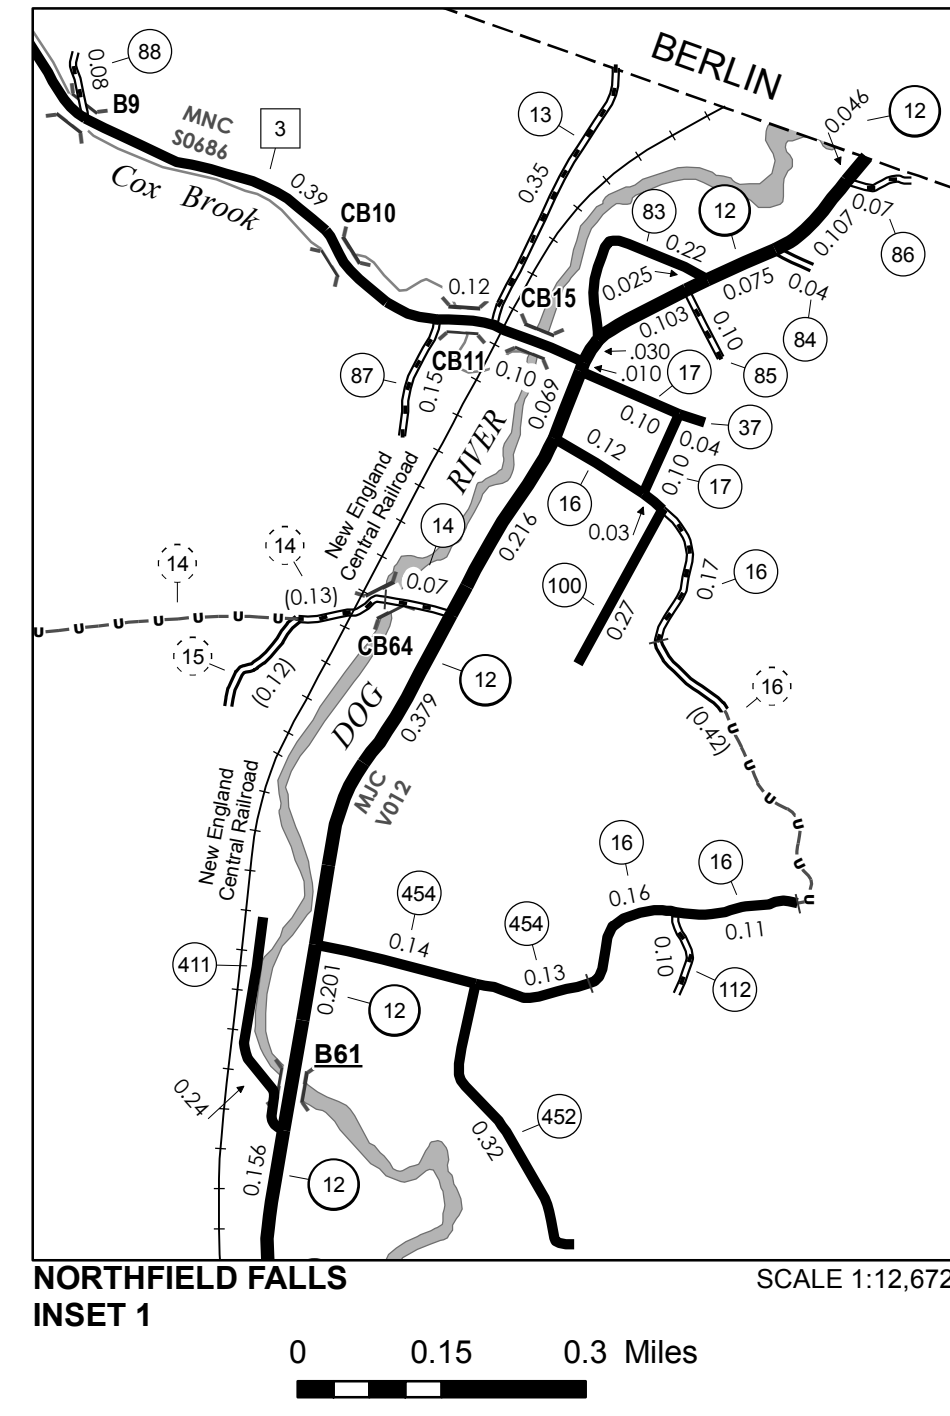 BERLIN
88
0.08
B9
MNC
S0686
3
13
0.046
12
Cox Brook
0.39
CB10
0.35
83
12
0.22
0.107
0.07
86
0.12
CB15
0.025
0.075
0.04
0.103
0.10
84
.030
.010
17
85
CB11
0.10
87
0.15
0.069
0.10
37
0.04
RIVER
0.12
0.10
17
16
New England
Central Railroad
14
0.216
0.03
14
14
(0.13)
0.07
0.17
16
100
0.27
15
(0.12)
CB64
12
16
(0.42)
DOG
0.379
MJC
V012
New England
Central Railroad
16
16
454
0.16
0.11
454
0.14
0.13
0.10
112
411
0.201
12
B61
0.24
452
0.32
0.156
12
U U U U U U U
U U U U U U
NORTHFIELD FALLS
INSET 1
SCALE 1:12,672
0 0.15 0.3 Miles